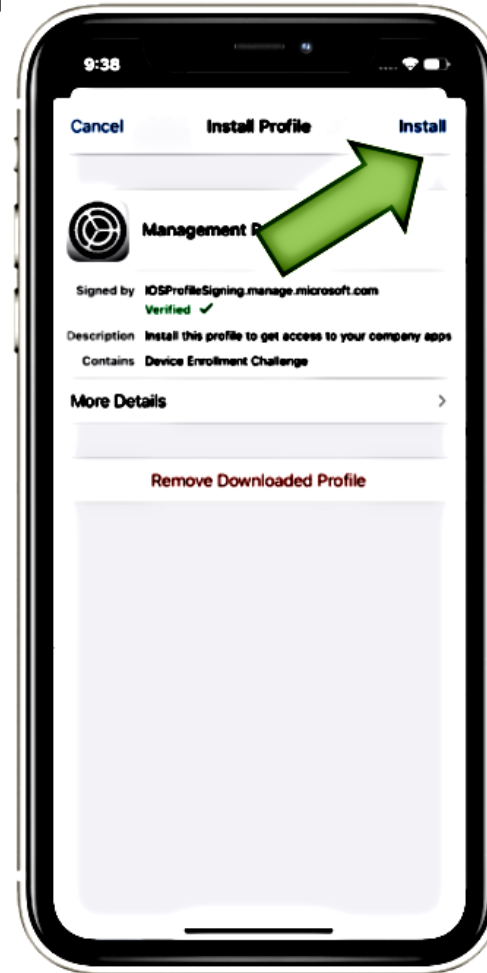 9:38
Cancel Install Profile Install
Management
Signed by IOSProfileSigning.manage.microsoft.com
Verified ✓
Description Install this profile to get access to your company apps
Contains Device Enrollment Challenge
More Details >
Remove Downloaded Profile